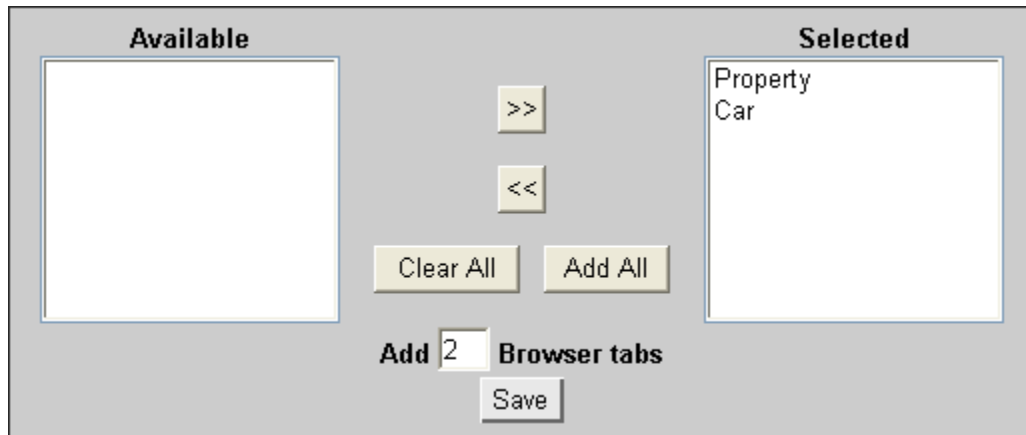 Available
Selected
Property
Car
>>
<<
Clear All
Add All
Add 2 Browser tabs
Save